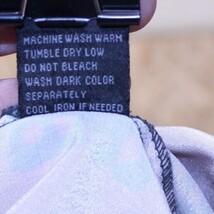 MACHINE WASH WARM
TUMBLE DRY LOW
DO NOT BLEACH
WASH DARK COLOR
SEPARATELY
COOL IRON IF NEEDED